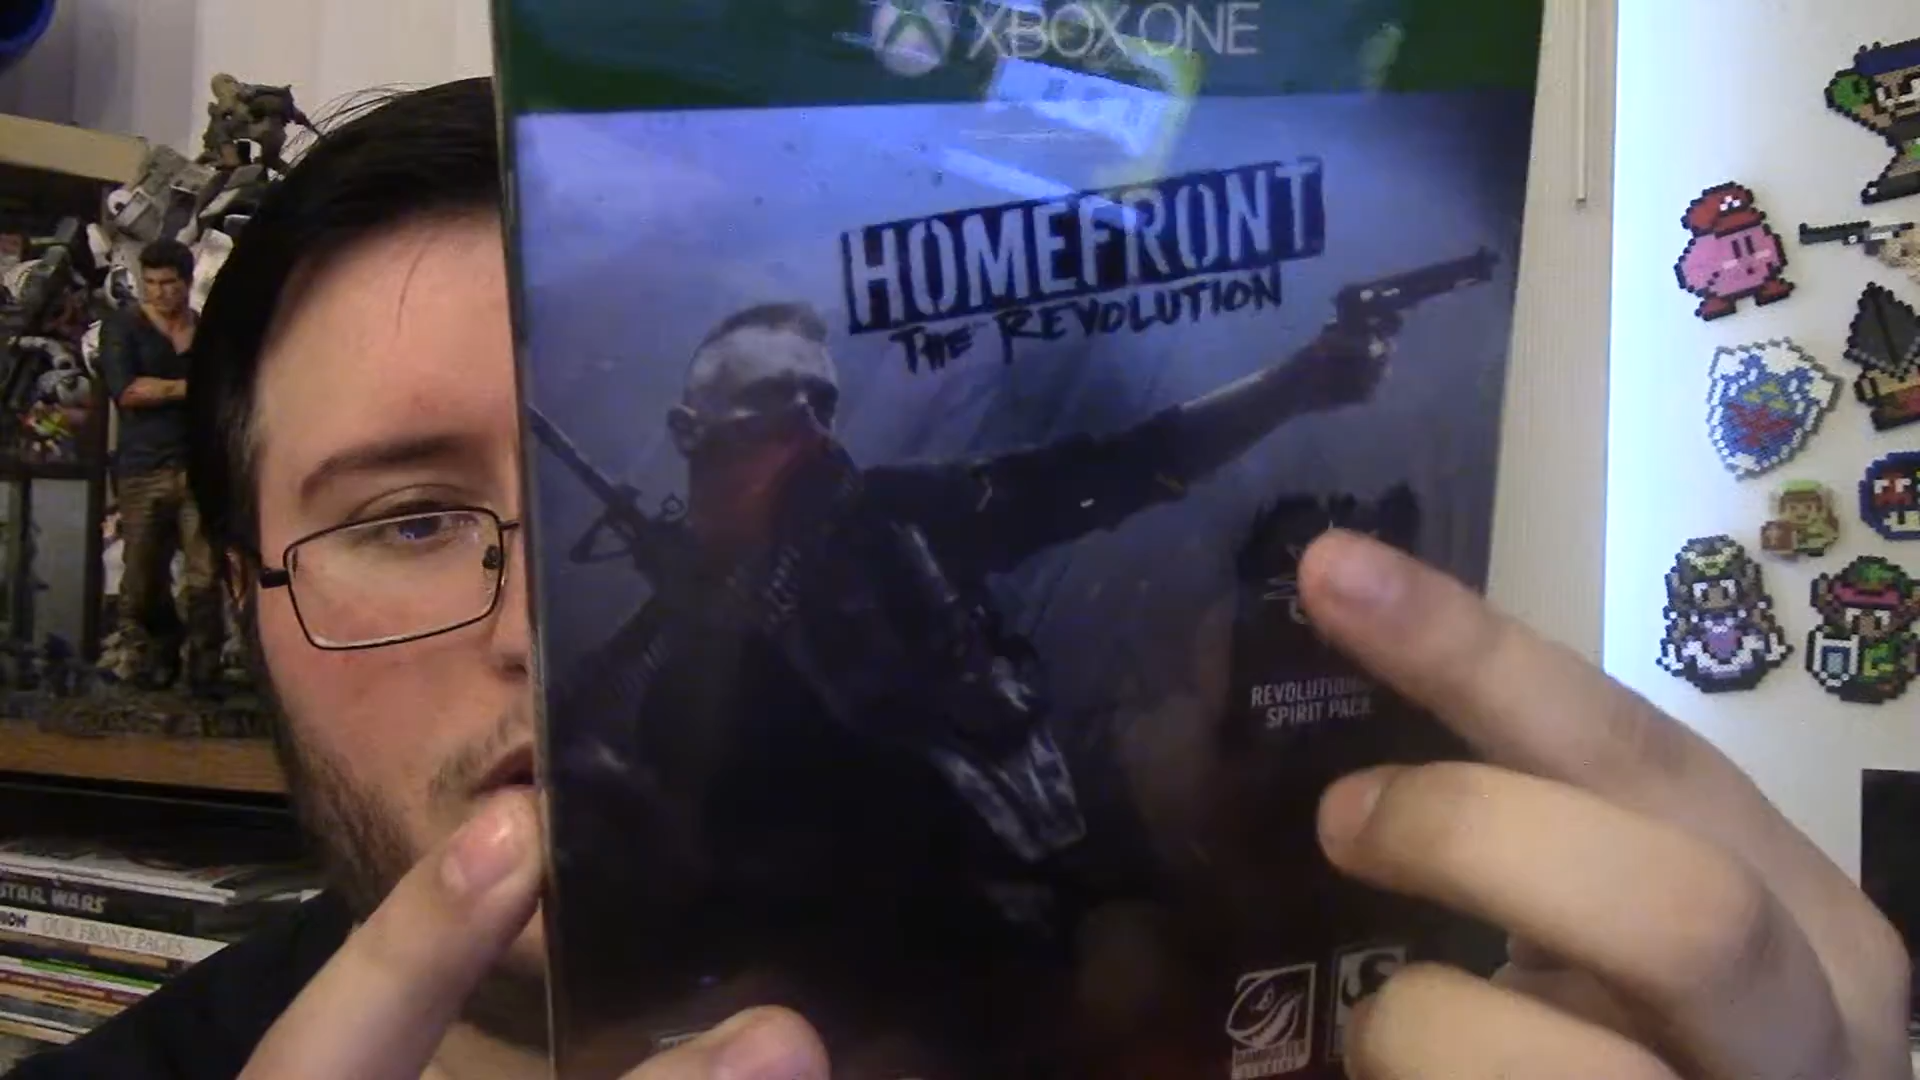 XBOX ONE
HOMEFRONT
THE REVOLUTION
SPIRIT PACK
STAR WARS
OUR FRONT PAGES